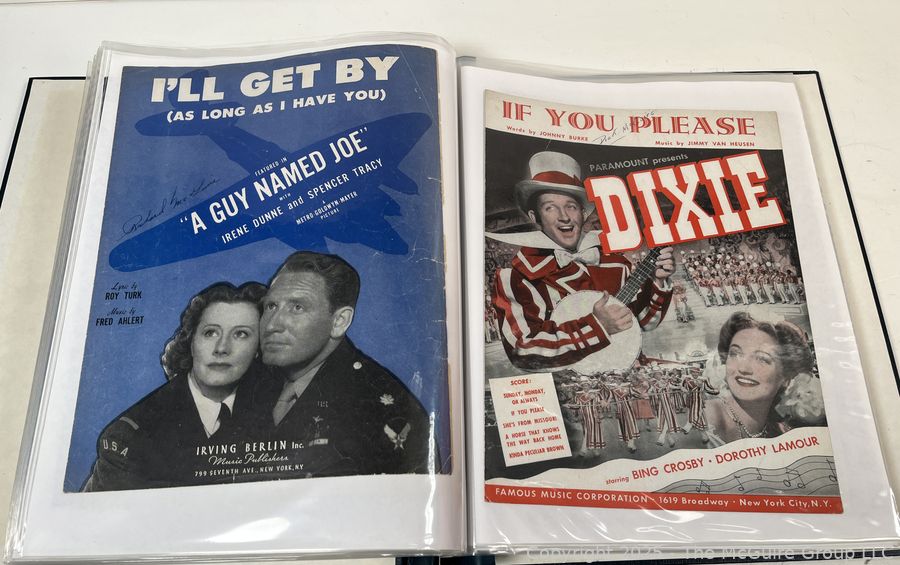 I'LL GET BY
(AS LONG AS I HAVE YOU)
FEATURED IN
"A GUY NAMED JOE"
WITH
IRENE DUNNE and SPENCER TRACY
A
METRO GOLDWYN MAYER
PICTURE
Lyric by
ROY TURK
Music by
FRED AHLERT
U.S.
IRVING BERLIN Inc.
Music Publishers
799 SEVENTH AVE., NEW YORK, N.Y.
IF YOU PLEASE
Words by JOHNNY BURKE
Music by JIMMY VAN HEUSEN
PARAMOUNT presents
DIXIE
SCORE:
SUNDAY, MONDAY,
OR ALWAYS
IF YOU PLEASE
SHE'S FROM MISSOURI
A HORSE THAT KNOWS
THE WAY BACK HOME
KINDA PECULIAR BROWN
starring BING CROSBY · DOROTHY LAMOUR
FAMOUS MUSIC CORPORATION · 1619 Broadway · New York City, N.Y.
Copyright 2025 - The McGuire Group LLC